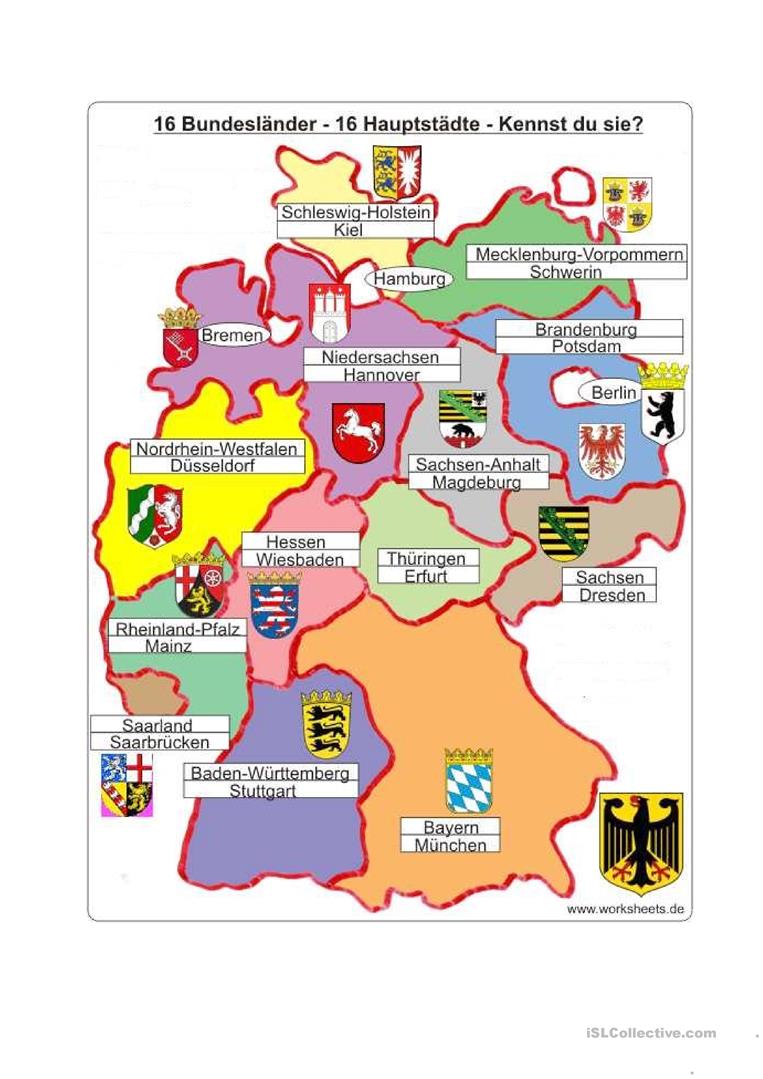 16 Bundesländer - 16 Hauptstädte - Kennst du sie?
Schleswig-Holstein
Kiel
Mecklenburg-Vorpommern
Schwerin
Hamburg
Bremen
Brandenburg
Potsdam
Niedersachsen
Hannover
Berlin
Nordrhein-Westfalen
Düsseldorf
Sachsen-Anhalt
Magdeburg
Hessen
Wiesbaden
Thüringen
Erfurt
Sachsen
Dresden
Rheinland-Pfalz
Mainz
Saarland
Saarbrücken
Baden-Württemberg
Stuttgart
Bayern
München
www.worksheets.de
iSLCollective.com